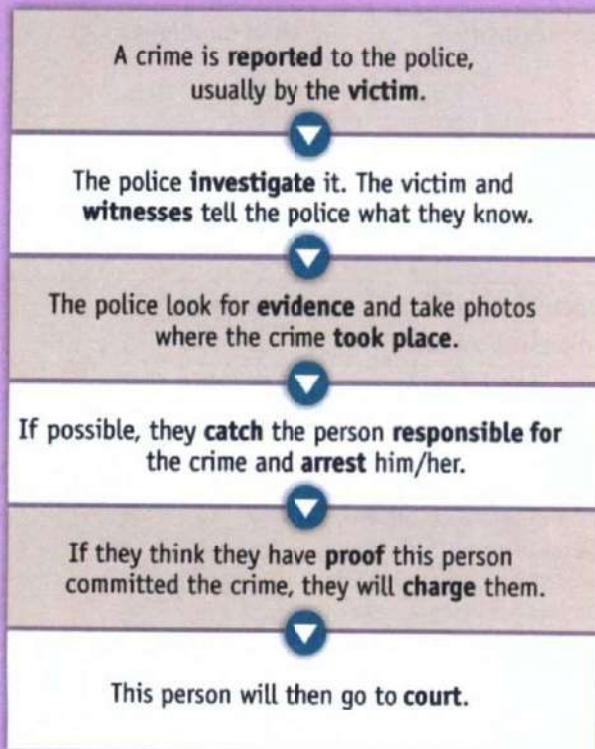 A crime is reported to the police,
usually by the victim.
The police investigate it. The victim and
witnesses tell the police what they know.
The police look for evidence and take photos
where the crime took place.
If possible, they catch the person responsible for
the crime and arrest him/her.
If they think they have proof this person
committed the crime, they will charge them.
This person will then go to court.